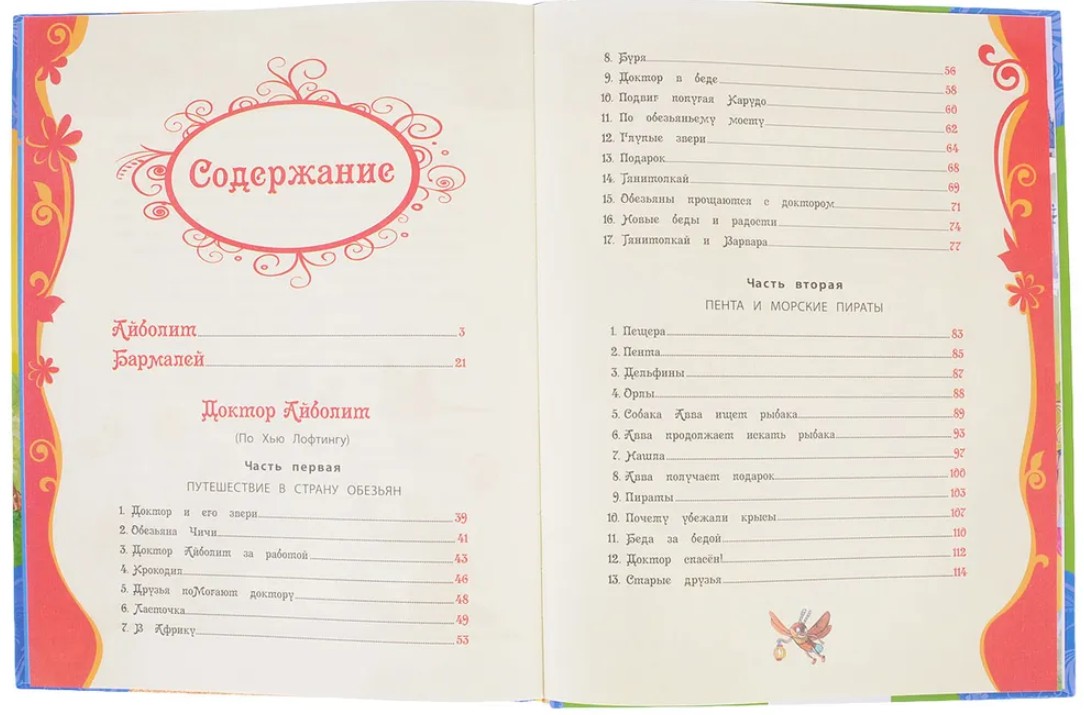 Содержание
Айболит 3
Бармалей 21
Доктор Айболит
(По Хью Лофтингу)
Часть первая
ПУТЕШЕСТВИЕ В СТРАНУ ОБЕЗЬЯН
1. Доктор и его звери 39
2. Обезьяна Чичи 41
3. Доктор Айболит за работой 43
4. Крокодил 46
5. Друзья поМогают доктору 48
6. Ласточка 49
7. В Африку 53
8. Буря 56
9. Доктор в беде 58
10. Подвиг попугая Карудо 60
11. По обезьяньему мосту 62
12. Глупые звери 64
13. Подарок 68
14. Тянитолкай 69
15. Обезьяны прощаются с доктором 71
16. Новые беды и радости 74
17. Тянитолкай и Варвара 77
Часть вторая
ПЕНТА И МОРСКИЕ ПИРАТЫ
1. Пещера 83
2. Пента 85
3. Дельфины 87
4. Орлы 88
5. Собака Авва ищет рыбака 89
6. Авва продолжает искать рыбака 93
7. Нашла 97
8. Авва получает подарок 100
9. Пираты 103
10. Почему убежали крысы 107
11. Беда за бедой 110
12. Доктор спасён! 112
13. Старые друзья 114